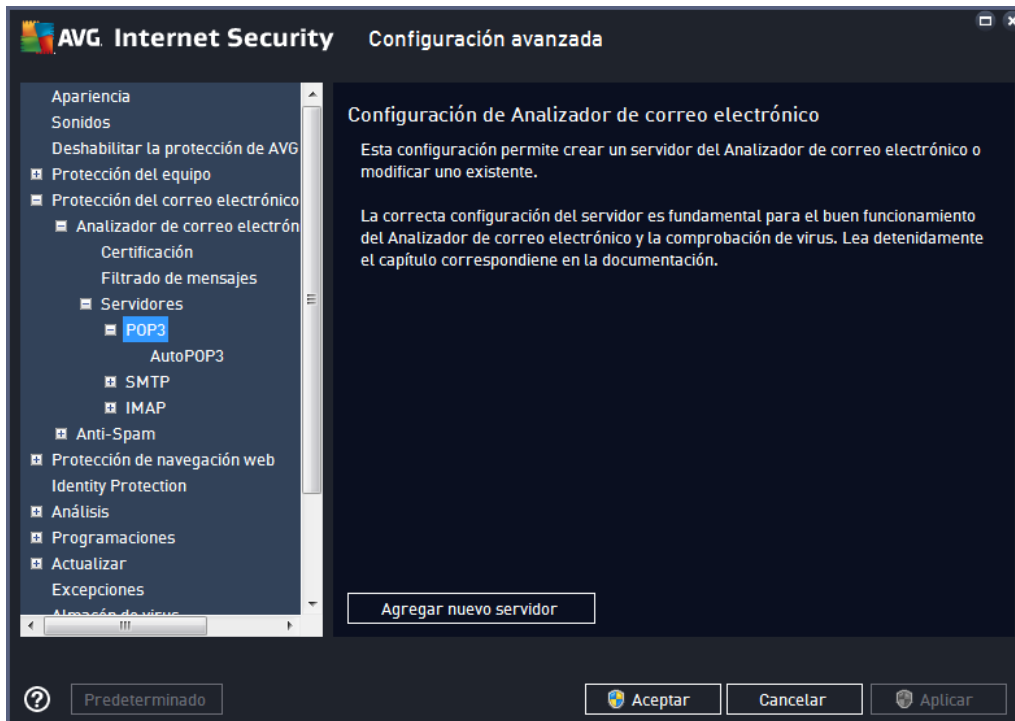 AVG Internet Security Configuración avanzada
Apariencia
Sonidos
Deshabilitar la protección de AVG
Protección del equipo
Protección del correo electrónico
Analizador de correo electrón
Certificación
Filtrado de mensajes
Servidores
POP3
AutoPOP3
SMTP
IMAP
Anti-Spam
Protección de navegación web
Identity Protection
Análisis
Programaciones
Actualizar
Excepciones
Almacén de virus
Configuración de Analizador de correo electrónico
Esta configuración permite crear un servidor del Analizador de correo electrónico o
modificar uno existente.
La correcta configuración del servidor es fundamental para el buen funcionamiento
del Analizador de correo electrónico y la comprobación de virus. Lea detenidamente
el capítulo correspondiene en la documentación.
Agregar nuevo servidor
Predeterminado
Aceptar
Cancelar
Aplicar